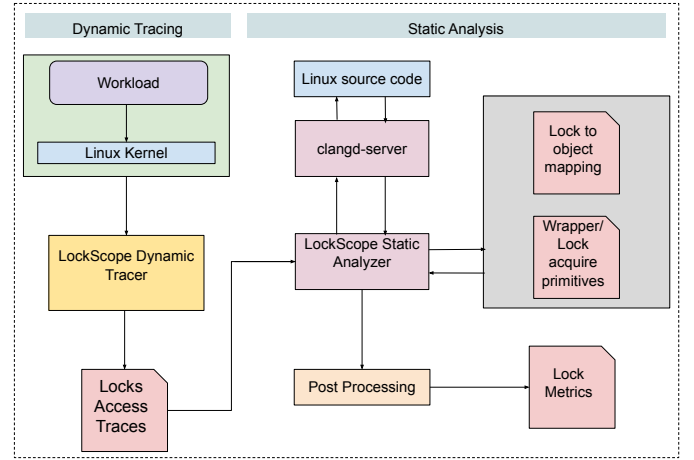 Dynamic Tracing
Static Analysis
Workload
Linux Kernel
LockScope Dynamic
Tracer
Locks
Access
Traces
Linux source code
clangd-server
LockScope Static
Analyzer
Post Processing
Lock to
object
mapping
Wrapper/
Lock
acquire
primitives
Lock
Metrics